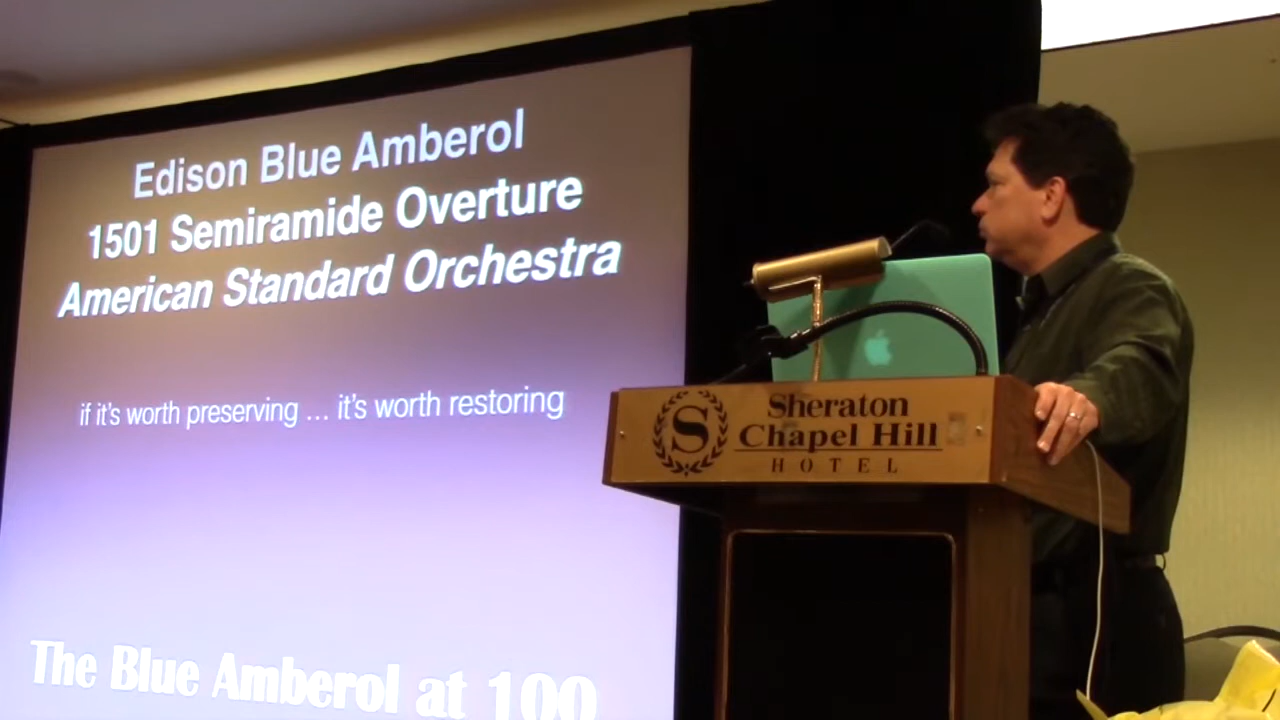 Edison Blue Amberol
1501 Semiramide Overture
American Standard Orchestra
if it's worth preserving ... it's worth restoring
The Blue Amberol at 100
S
Sheraton
Chapel Hill
HOTEL